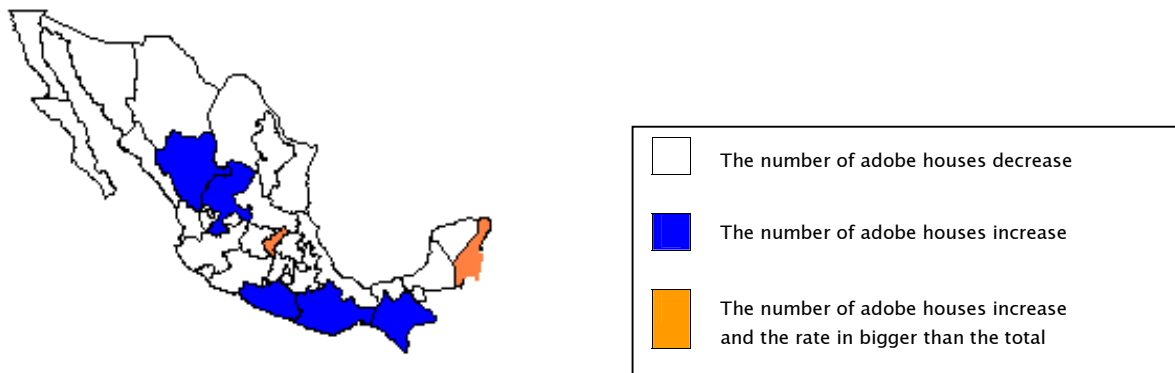 The number of adobe houses decrease
The number of adobe houses increase
The number of adobe houses increase
and the rate in bigger than the total